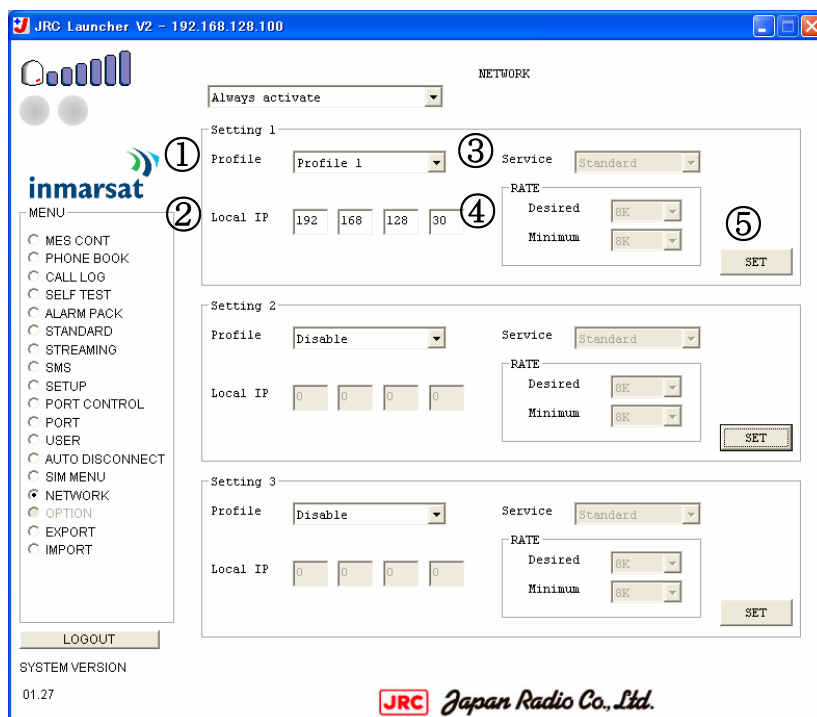 JRC Launcher V2 - 192.168.128.100
NETWORK
Always activate
inmarsat
MENU
MES CONT
PHONE BOOK
CALL LOG
SELF TEST
ALARM PACK
STANDARD
STREAMING
SMS
SETUP
PORT CONTROL
PORT
USER
AUTO DISCONNECT
SIM MENU
NETWORK
OPTION
EXPORT
IMPORT
LOGOUT
SYSTEM VERSION
01.27
Setting 1
① Profile Profile 1 ③ Service Standard
② Local IP 192 168 128 30 ④ RATE
Desired 8K
Minimum 8K
⑤
SET
Setting 2
Profile Disable Service Standard
Local IP 0 0 0 0 RATE
Desired 8K
Minimum 8K
SET
Setting 3
Profile Disable Service Standard
Local IP 0 0 0 0 RATE
Desired 8K
Minimum 8K
SET
JRC Japan Radio Co., Ltd.